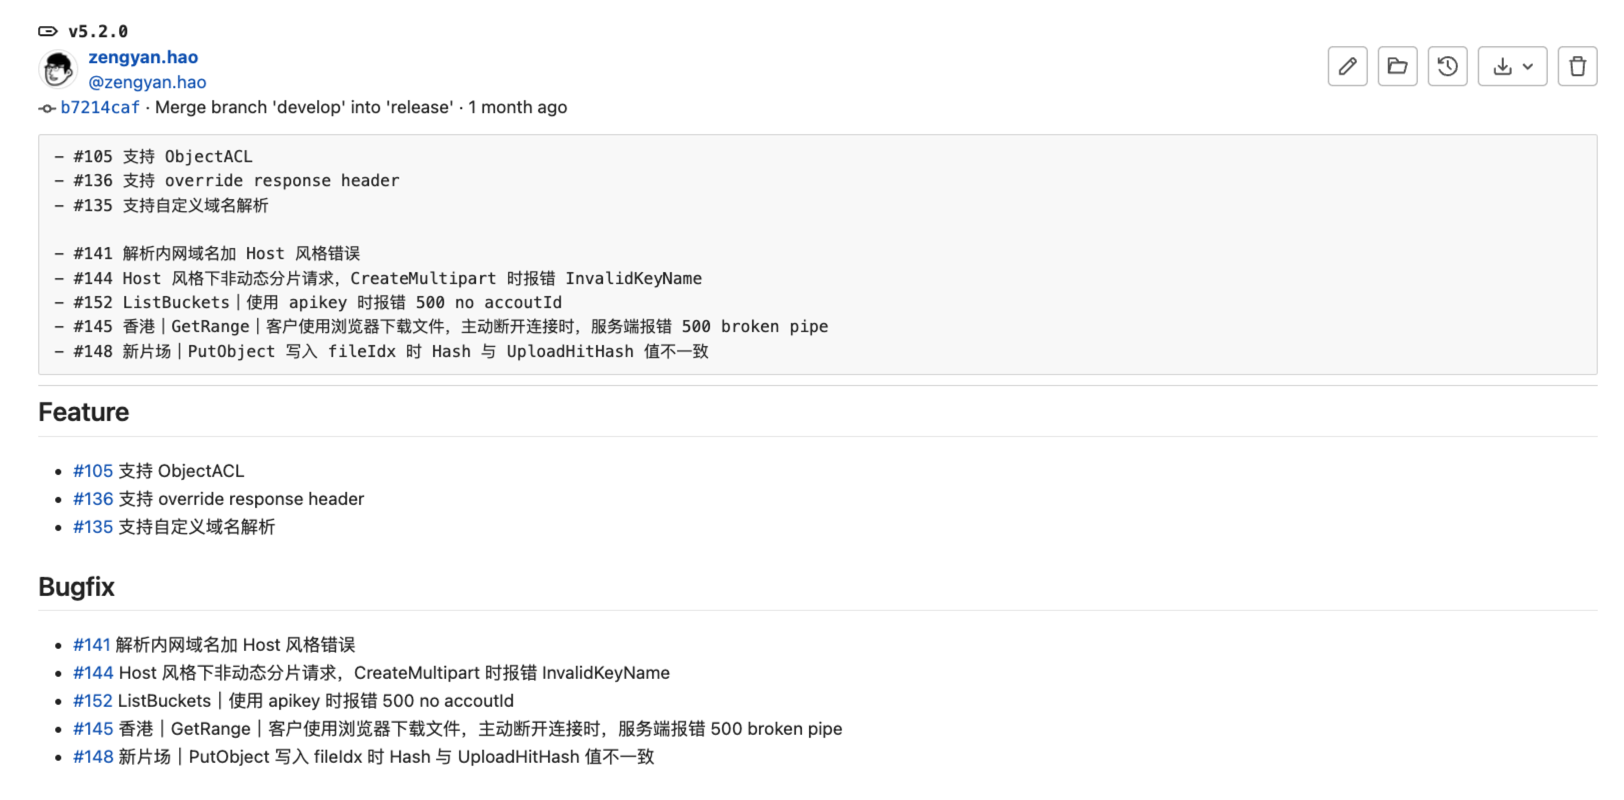 v5.2.0
zengyan.hao
@zengyan.hao
b7214caf · Merge branch 'develop' into 'release' · 1 month ago
- #105 支持 ObjectACL
- #136 支持 override response header
- #135 支持自定义域名解析
- #141 解析内网域名加 Host 风格错误
- #144 Host 风格下非动态分片请求，CreateMultipart 时报错 InvalidKeyName
- #152 ListBuckets｜使用 apikey 时报错 500 no accoutId
- #145 香港｜GetRange｜客户使用浏览器下载文件，主动断开连接时，服务端报错 500 broken pipe
- #148 新片场｜PutObject 写入 fileIdx 时 Hash 与 UploadHitHash 值不一致
Feature
• #105 支持 ObjectACL
• #136 支持 override response header
• #135 支持自定义域名解析
Bugfix
• #141 解析内网域名加 Host 风格错误
• #144 Host 风格下非动态分片请求，CreateMultipart 时报错 InvalidKeyName
• #152 ListBuckets｜使用 apikey 时报错 500 no accoutId
• #145 香港｜GetRange｜客户使用浏览器下载文件，主动断开连接时，服务端报错 500 broken pipe
• #148 新片场｜PutObject 写入 fileIdx 时 Hash 与 UploadHitHash 值不一致